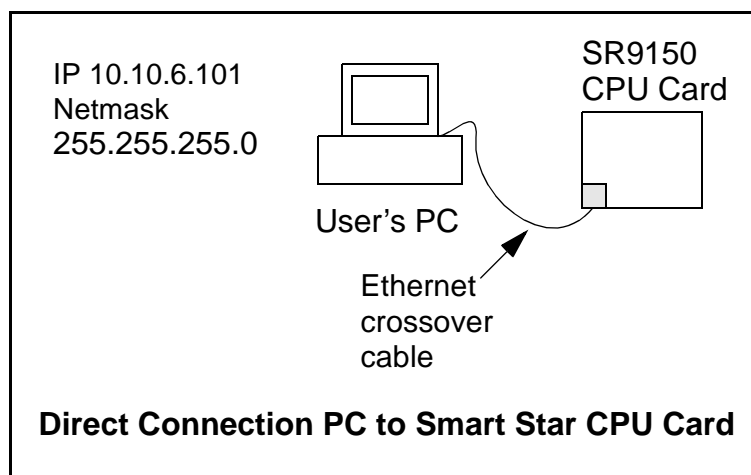 IP 10.10.6.101
Netmask
255.255.255.0
SR9150
CPU Card
User's PC
Ethernet
crossover
cable
Direct Connection PC to Smart Star CPU Card